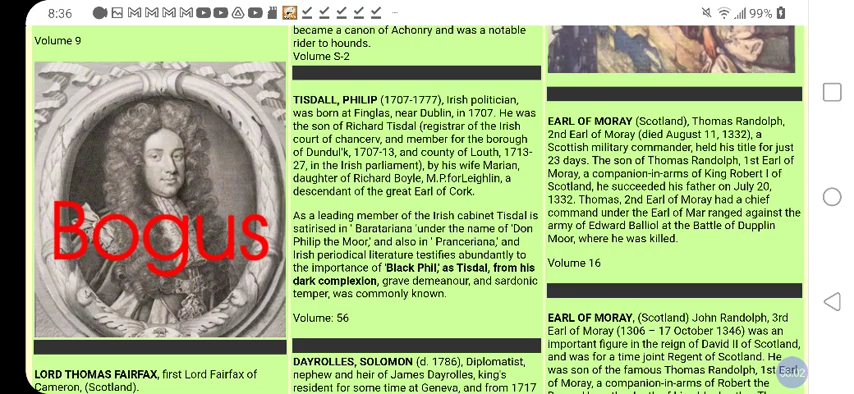 8:36
99%
Volume 9
Bogus
LORD THOMAS FAIRFAX, first Lord Fairfax of
Cameron, (Scotland).
became a canon of Achonry and was a notable
rider to hounds.
Volume S-2
TISDALL, PHILIP (1707-1777), Irish politician,
was born at Finglas, near Dublin, in 1707. He was
the son of Richard Tisdal (registrar of the Irish
court of chancerv, and member for the borough
of Dundul'k, 1707-13, and county of Louth, 1713-
27, in the Irish parliament), by his wife Marian,
daughter of Richard Boyle, M.P.forLeighlin, a
descendant of the great Earl of Cork.
As a leading member of the Irish cabinet Tisdal is
satirised in ' Baratariana 'under the name of 'Don
Philip the Moor,' and also in ' Pranceriana,' and
Irish periodical literature testifies abundantly to
the importance of 'Black Phil,' as Tisdal, from his
dark complexion, grave demeanour, and sardonic
temper, was commonly known.
Volume: 56
DAYROLLES, SOLOMON (d. 1786), Diplomatist,
nephew and heir of James Dayrolles, king's
resident for some time at Geneva, and from 1717
EARL OF MORAY (Scotland), Thomas Randolph,
2nd Earl of Moray (died August 11, 1332), a
Scottish military commander, held his title for just
23 days. The son of Thomas Randolph, 1st Earl of
Moray, a companion-in-arms of King Robert I of
Scotland, he succeeded his father on July 20,
1332. Thomas, 2nd Earl of Moray had a chief
command under the Earl of Mar ranged against the
army of Edward Balliol at the Battle of Dupplin
Moor, where he was killed.
Volume 16
EARL OF MORAY, (Scotland) John Randolph, 3rd
Earl of Moray (1306 – 17 October 1346) was an
important figure in the reign of David II of Scotland,
and was for a time joint Regent of Scotland. He
was son of the famous Thomas Randolph, 1st Earl
of Moray, a companion-in-arms of Robert the